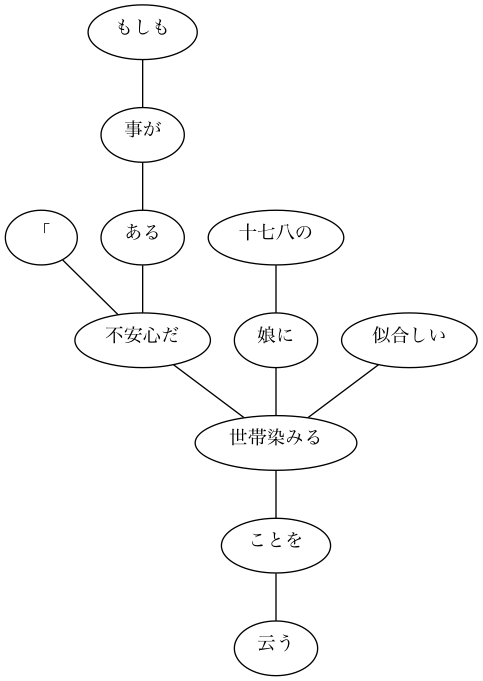 もしも
事が
「
ある
十七八の
不安心だ
娘に
似合しい
世帯染みる
ことを
云う